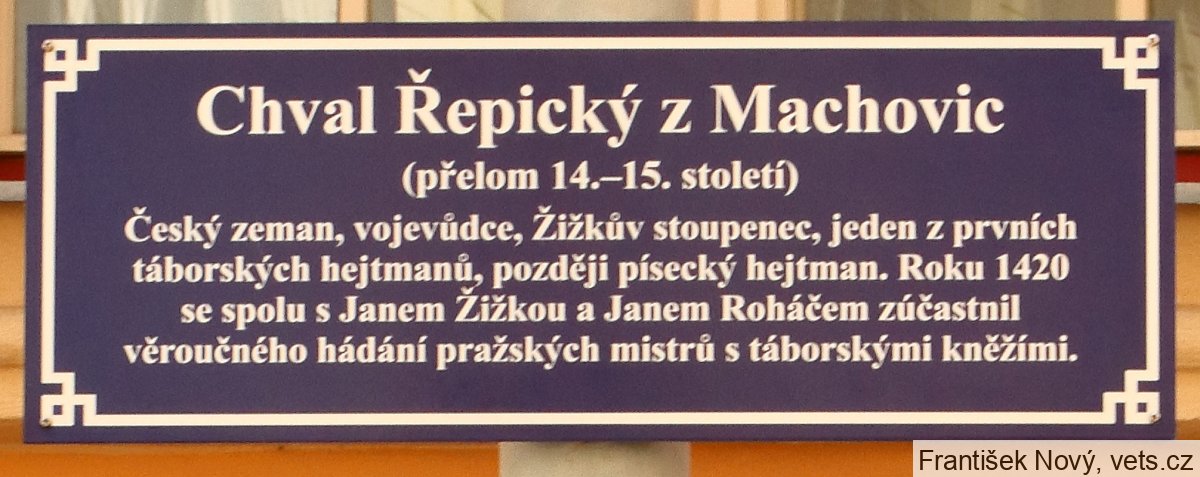 Chval Řepický z Machovic
(přelom 14.–15. století)
Český zeman, vojevůdce, Žižkův stoupenec, jeden z prvních
táborských hejtmanů, později písecký hejtman. Roku 1420
se spolu s Janem Žižkou a Janem Roháčem zúčastnil
věroučného hádání pražských mistrů s táborskými kněžími.
František Nový, vets.cz